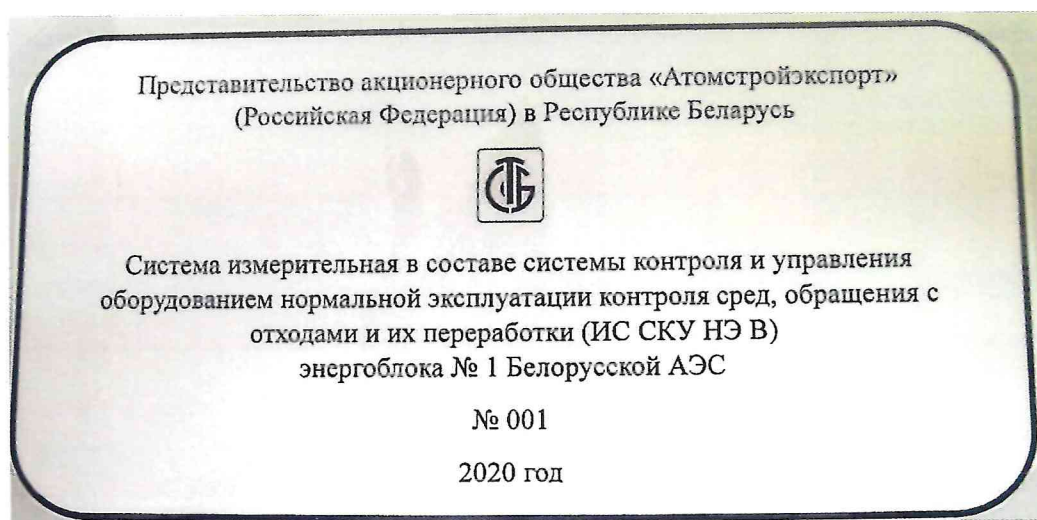 Представительство акционерного общества «Атомстройэкспорт»
(Российская Федерация) в Республике Беларусь
СТБ
Система измерительная в составе системы контроля и управления
оборудованием нормальной эксплуатации контроля сред, обращения с
отходами и их переработки (ИС СКУ НЭ В)
энергоблока № 1 Белорусской АЭС
№ 001
2020 год